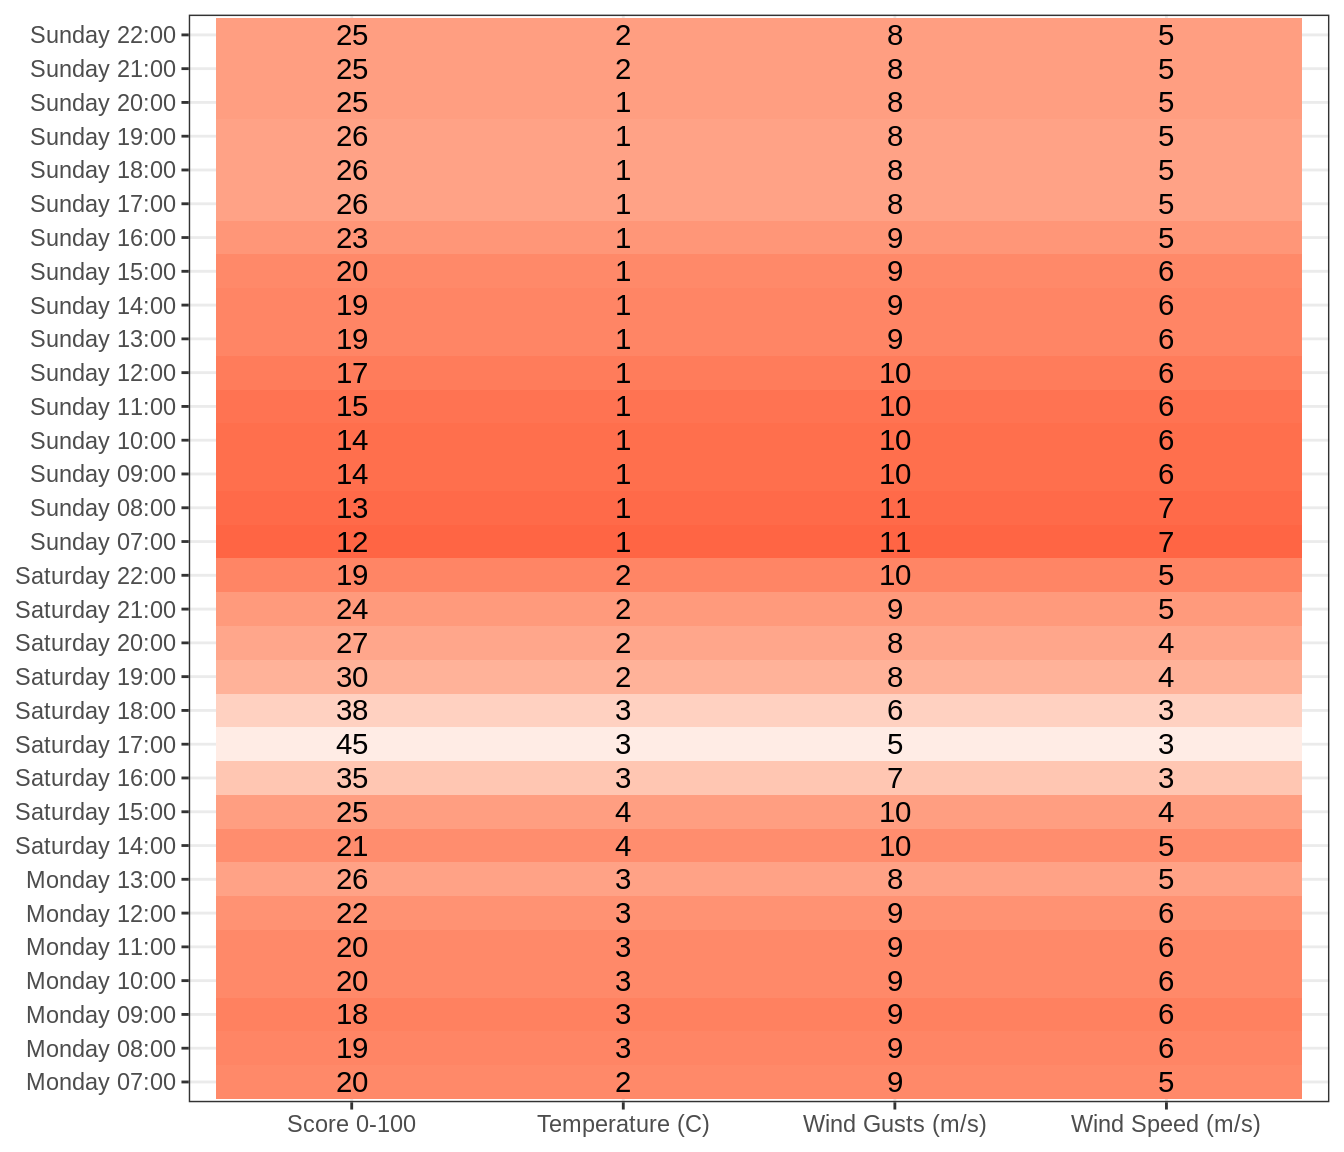 Sunday 22:00 25 2 8 5
Sunday 21:00 25 2 8 5
Sunday 20:00 25 1 8 5
Sunday 19:00 26 1 8 5
Sunday 18:00 26 1 8 5
Sunday 17:00 26 1 8 5
Sunday 16:00 23 1 9 5
Sunday 15:00 20 1 9 6
Sunday 14:00 19 1 9 6
Sunday 13:00 19 1 9 6
Sunday 12:00 17 1 10 6
Sunday 11:00 15 1 10 6
Sunday 10:00 14 1 10 6
Sunday 09:00 14 1 10 6
Sunday 08:00 13 1 11 7
Sunday 07:00 12 1 11 7
Saturday 22:00 19 2 10 5
Saturday 21:00 24 2 9 5
Saturday 20:00 27 2 8 4
Saturday 19:00 30 2 8 4
Saturday 18:00 38 3 6 3
Saturday 17:00 45 3 5 3
Saturday 16:00 35 3 7 3
Saturday 15:00 25 4 10 4
Saturday 14:00 21 4 10 5
Monday 13:00 26 3 8 5
Monday 12:00 22 3 9 6
Monday 11:00 20 3 9 6
Monday 10:00 20 3 9 6
Monday 09:00 18 3 9 6
Monday 08:00 19 3 9 6
Monday 07:00 20 2 9 5
Score 0-100 Temperature (C) Wind Gusts (m/s) Wind Speed (m/s)